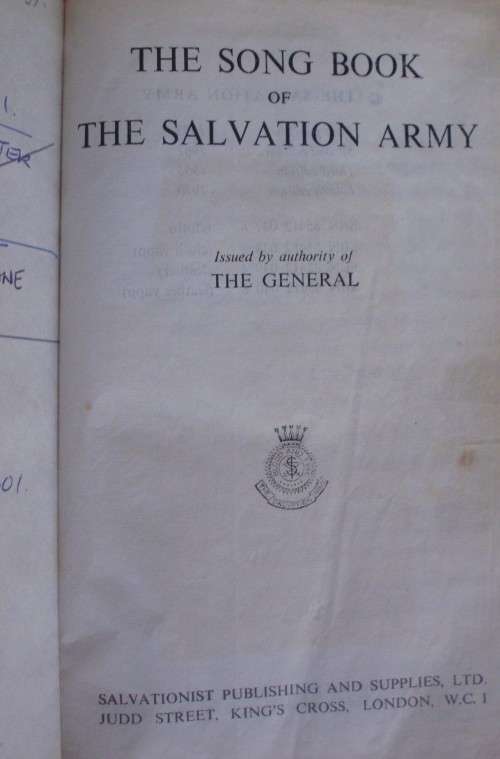 THE SONG BOOK
OF
THE SALVATION ARMY
Issued by authority of
THE GENERAL
SALVATIONIST PUBLISHING AND SUPPLIES, LTD.
JUDD STREET, KING'S CROSS, LONDON, W.C. 1